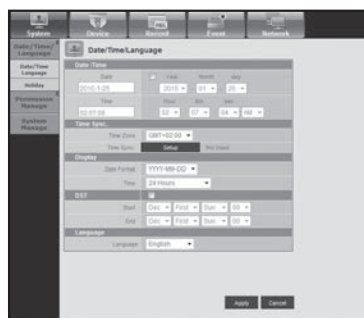 System Device Record Event Network
Date/Time/
Language
Date/Time
Language
Holiday
Permission
Manage
System
Manage
Date/Time/Language
Date/Time
Date Year Month day
2010-1-25 2010 01 25
Time Hour Min sec
02:07:08 02 07 08 AM
Time Sync.
Time Zone GMT+02:00
Time Sync. Setup Not Used
Display
Date Format YYYY-MM-DD
Time 24 Hours
DST
Start Dec First Sun 00
End Dec First Sun 00
Language
Language English
Apply Cancel